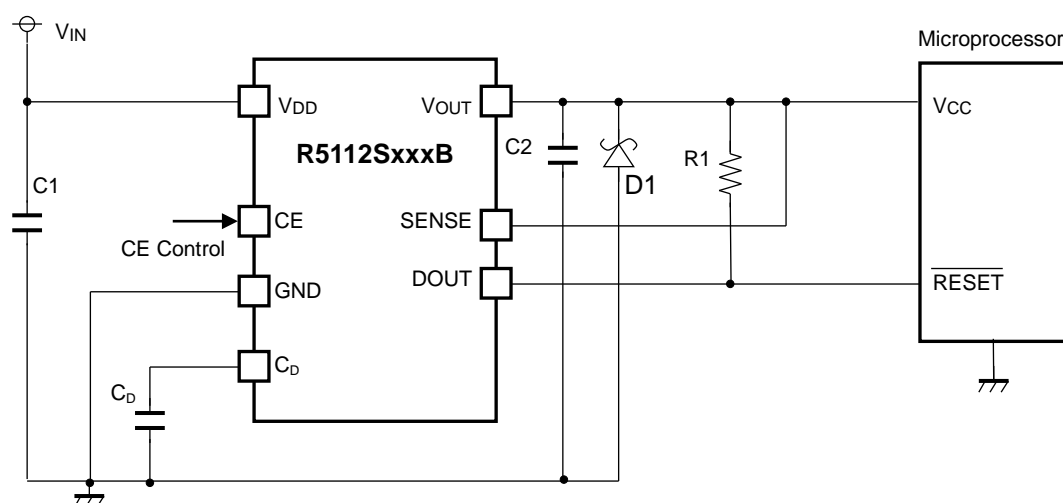 VIN
Microprocessor
VDD
VOUT
VCC
R5112SxxxB
C2
D1
R1
C1
CE
SENSE
CE Control
GND
DOUT
RESET
CD
CD